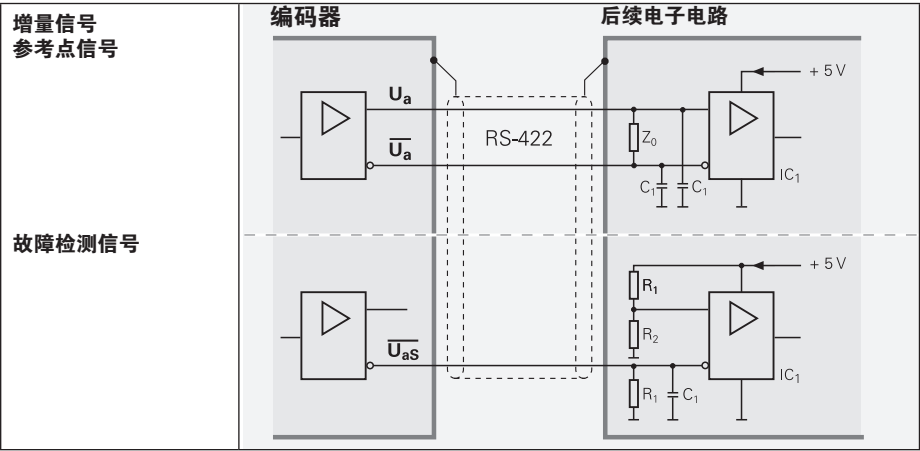 增量信号
参考点信号
编码器
后续电子电路
+ 5 V
Ua
RS-422
Z0
U̅a̅
C1
C1
IC1
故障检测信号
+ 5 V
R1
R2
U̅a̅S̅
R1
C1
IC1